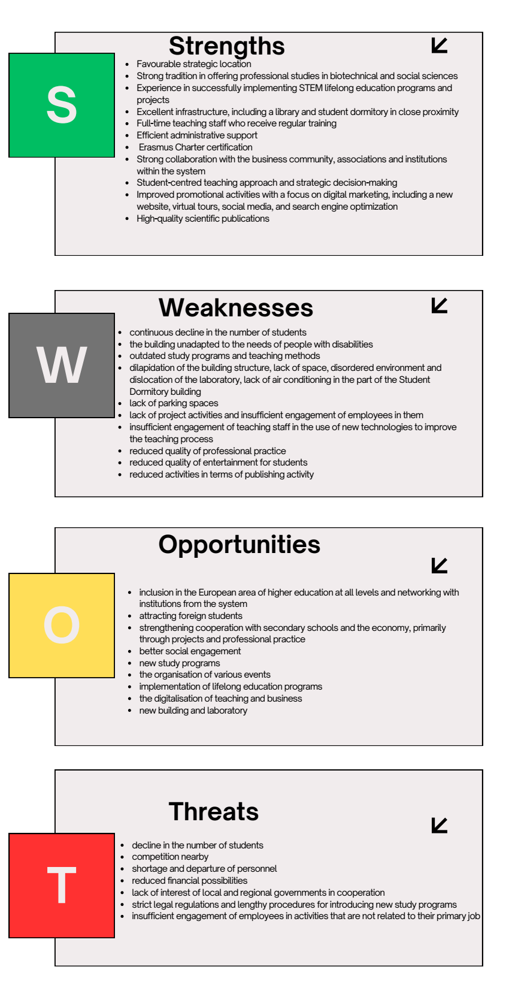 Strengths
S
• Favourable strategic location
• Strong tradition in offering professional studies in biotechnical and social sciences
• Experience in successfully implementing STEM lifelong education programs and
projects
• Excellent infrastructure, including a library and student dormitory in close proximity
• Full-time teaching staff who receive regular training
• Efficient administrative support
• Erasmus Charter certification
• Strong collaboration with the business community, associations and institutions
within the system
• Student-centred teaching approach and strategic decision-making
• Improved promotional activities with a focus on digital marketing, including a new
website, virtual tours, social media, and search engine optimization
• High-quality scientific publications
Weaknesses
W
• continuous decline in the number of students
• the building unadapted to the needs of people with disabilities
• outdated study programs and teaching methods
• dilapidation of the building structure, lack of space, disordered environment and
dislocation of the laboratory, lack of air conditioning in the part of the Student
Dormitory building
• lack of parking spaces
• lack of project activities and insufficient engagement of employees in them
• insufficient engagement of teaching staff in the use of new technologies to improve
the teaching process
• reduced quality of professional practice
• reduced quality of entertainment for students
• reduced activities in terms of publishing activity
Opportunities
O
• inclusion in the European area of higher education at all levels and networking with
institutions from the system
• attracting foreign students
• strengthening cooperation with secondary schools and the economy, primarily
through projects and professional practice
• better social engagement
• new study programs
• the organisation of various events
• implementation of lifelong education programs
• the digitalisation of teaching and business
• new building and laboratory
Threats
T
• decline in the number of students
• competition nearby
• shortage and departure of personnel
• reduced financial possibilities
• lack of interest of local and regional governments in cooperation
• strict legal regulations and lengthy procedures for introducing new study programs
• insufficient engagement of employees in activities that are not related to their primary job